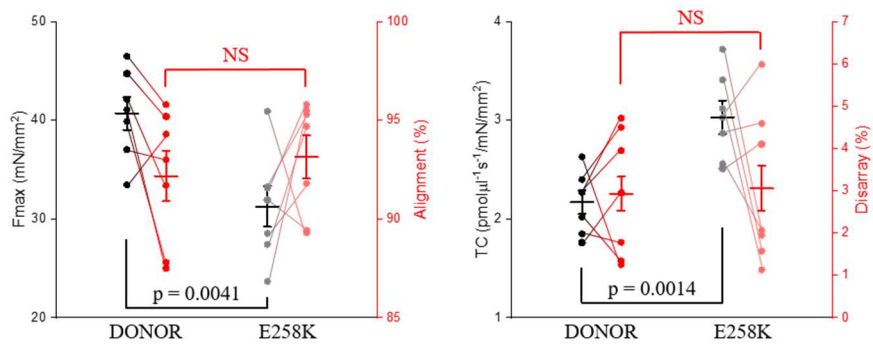 50
40
30
20
Fmax (mN/mm²)
NS
p = 0.0041
DONOR E258K
100
95
90
85
Alignment (%)
4
3
2
1
TC (pmolμl⁻¹s⁻¹/mN/mm²)
NS
p = 0.0014
DONOR E258K
7
6
5
4
3
2
1
0
Disarray (%)